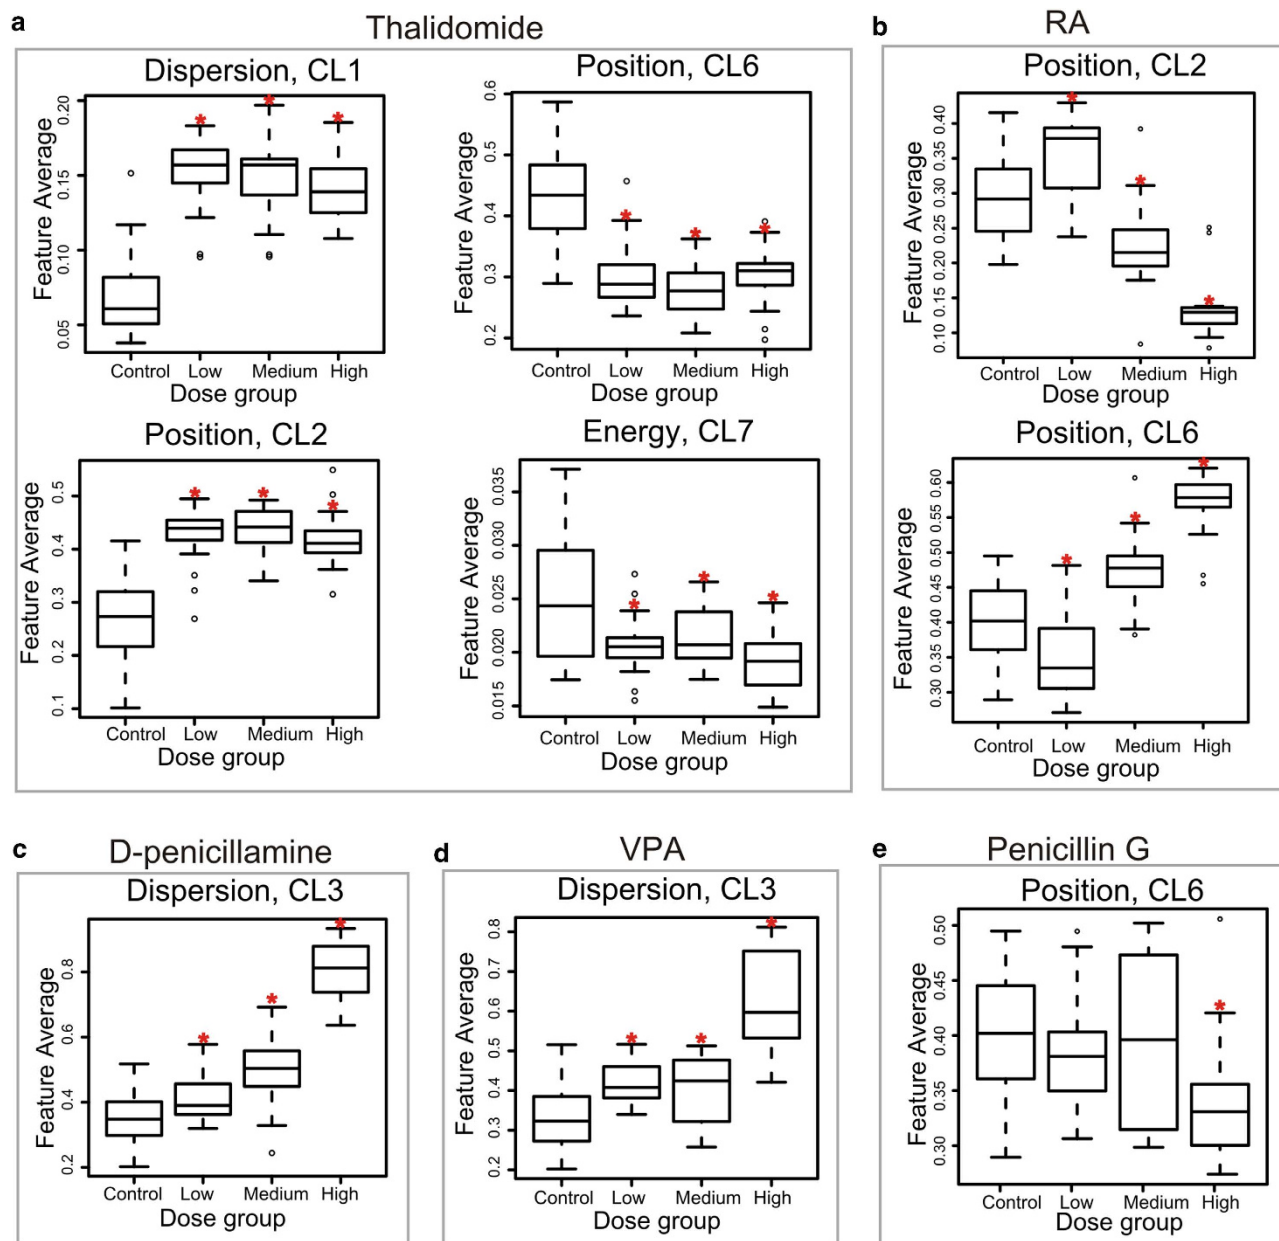 a
Thalidomide
Dispersion, CL1
Feature Average
0.20
0.15
0.10
0.05
Control Low Medium High
Dose group
Position, CL6
Feature Average
0.6
0.5
0.4
0.3
0.2
Control Low Medium High
Dose group
Position, CL2
Feature Average
0.5
0.4
0.3
0.2
0.1
Control Low Medium High
Dose group
Energy, CL7
Feature Average
0.035
0.030
0.025
0.020
0.015
Control Low Medium High
Dose group
b
RA
Position, CL2
Feature Average
0.40
0.35
0.30
0.25
0.20
0.15
0.10
Control Low Medium High
Dose group
Position, CL6
Feature Average
0.60
0.55
0.50
0.45
0.40
0.35
0.30
Control Low Medium High
Dose group
c
D-penicillamine
Dispersion, CL3
Feature Average
0.8
0.6
0.4
0.2
Control Low Medium High
Dose group
d
VPA
Dispersion, CL3
Feature Average
0.8
0.7
0.6
0.5
0.4
0.3
0.2
Control Low Medium High
Dose group
e
Penicillin G
Position, CL6
Feature Average
0.50
0.45
0.40
0.35
0.30
Control Low Medium High
Dose group